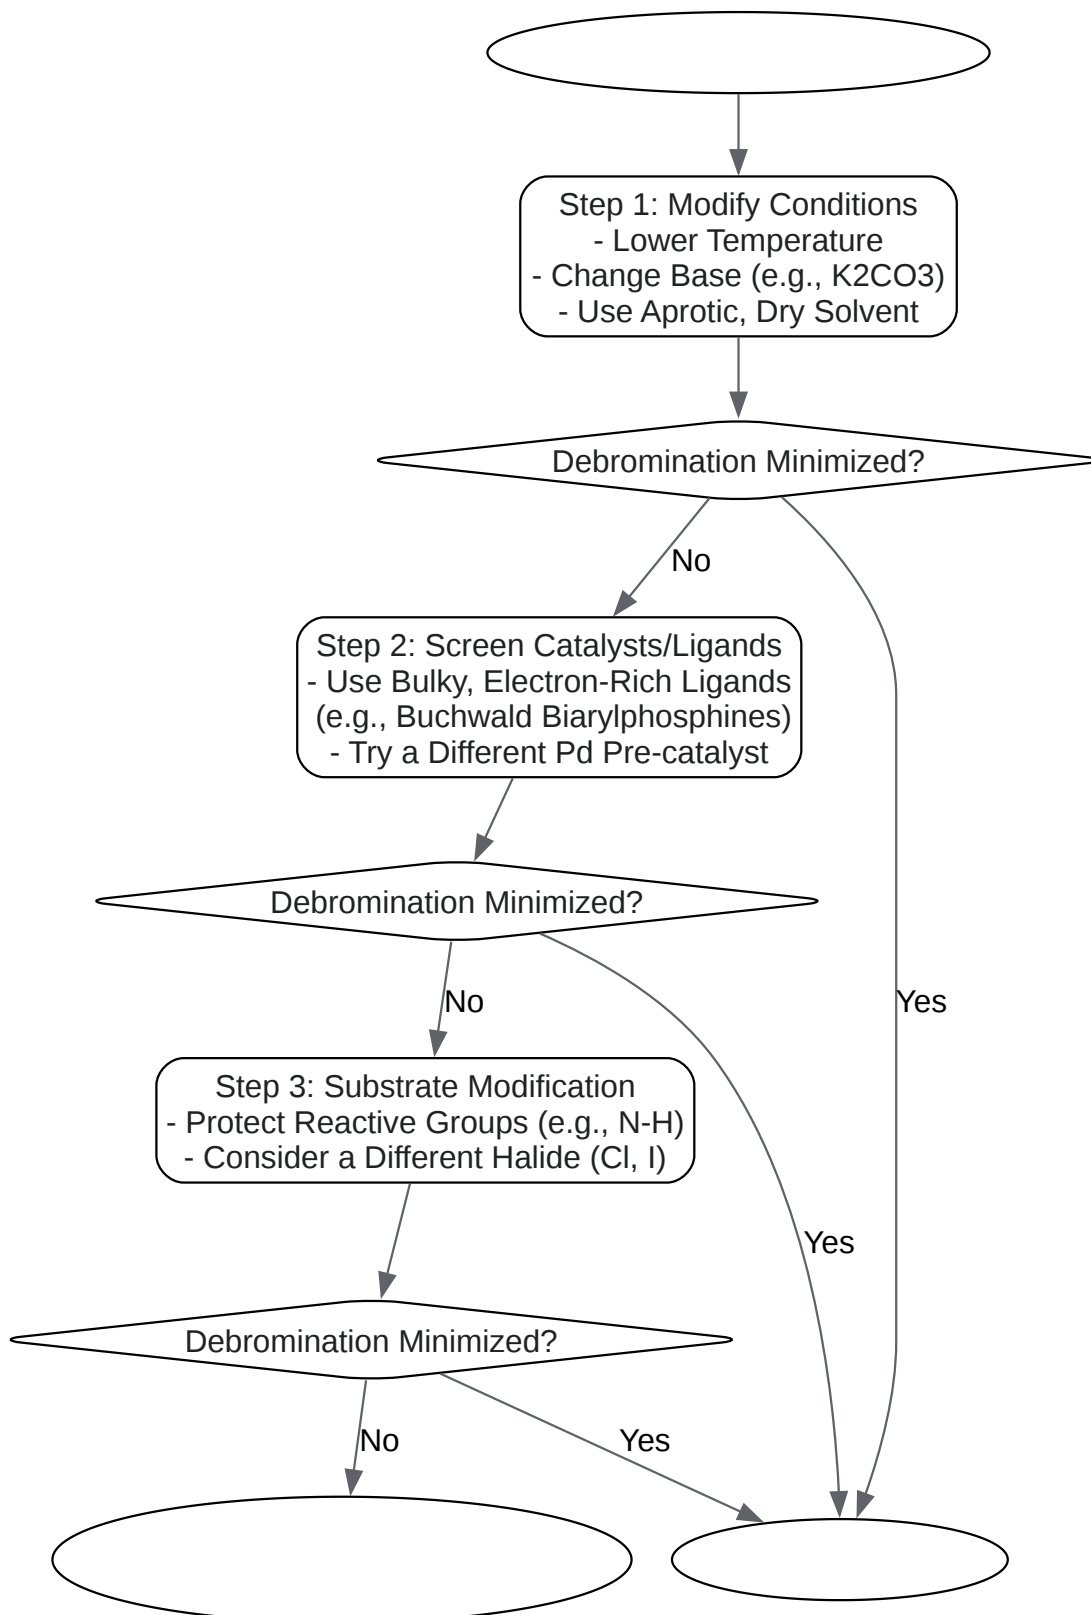 Step 1: Modify Conditions
- Lower Temperature
- Change Base (e.g., K2CO3)
- Use Aprotic, Dry Solvent
Debromination Minimized?
No
Step 2: Screen Catalysts/Ligands
- Use Bulky, Electron-Rich Ligands
(e.g., Buchwald Biarylphosphines)
- Try a Different Pd Pre-catalyst
Debromination Minimized?
No
Yes
Step 3: Substrate Modification
- Protect Reactive Groups (e.g., N-H)
- Consider a Different Halide (Cl, I)
Yes
Debromination Minimized?
No
Yes